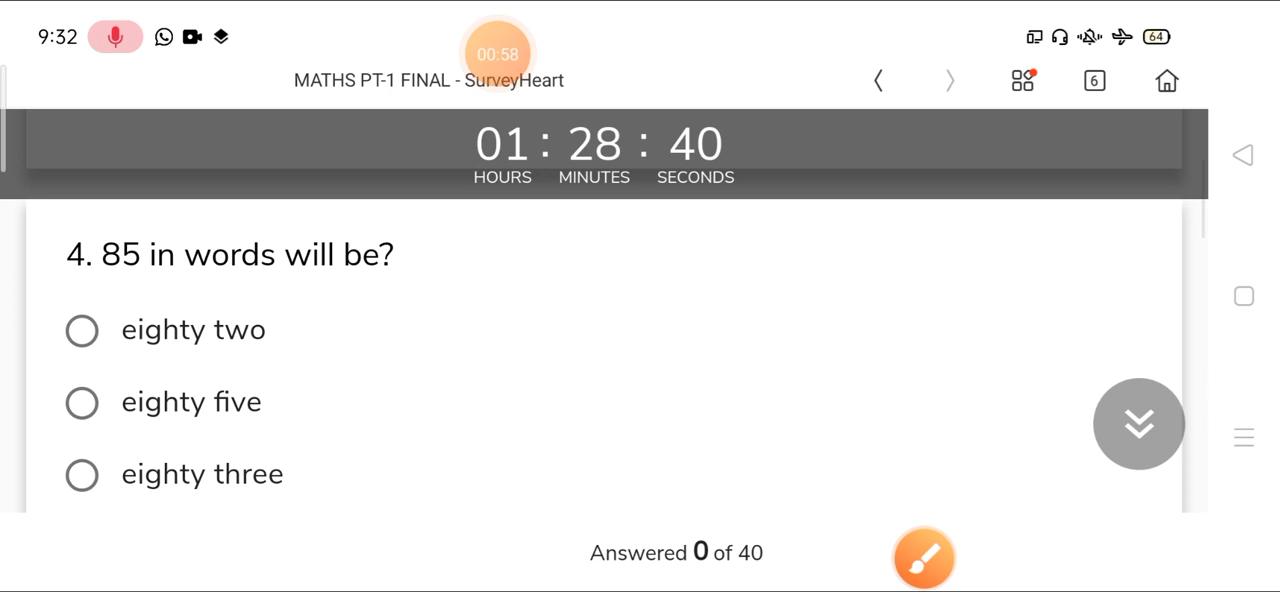 9:32
00:58
64
MATHS PT-1 FINAL - SurveyHeart
6
01 : 28 : 40
HOURS MINUTES SECONDS
4. 85 in words will be?
eighty two
eighty five
eighty three
Answered 0 of 40